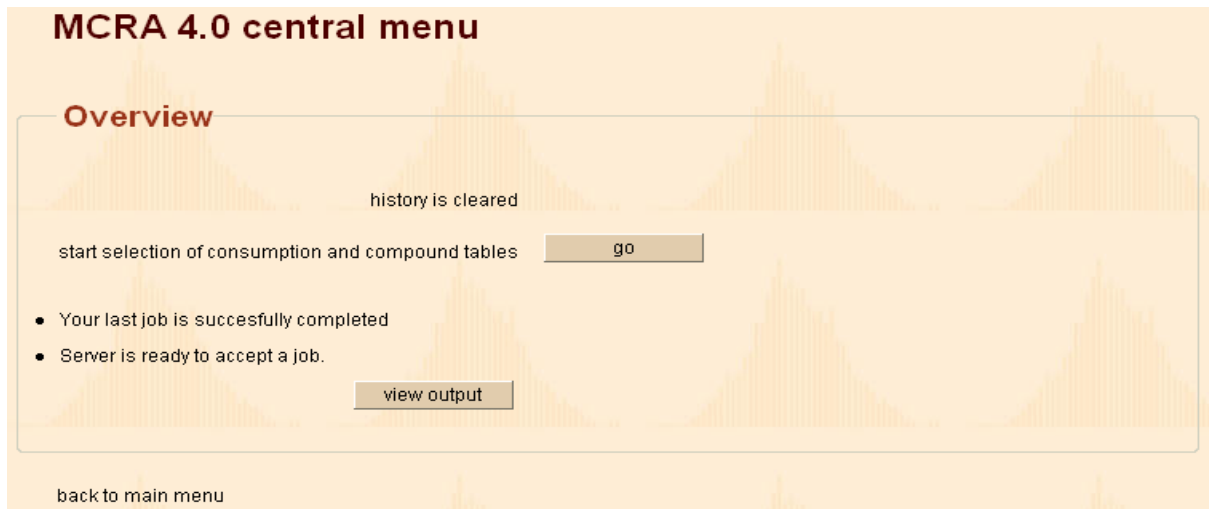 MCRA 4.0 central menu
Overview
history is cleared
start selection of consumption and compound tables go
Your last job is succesfully completed
Server is ready to accept a job.
view output
back to main menu